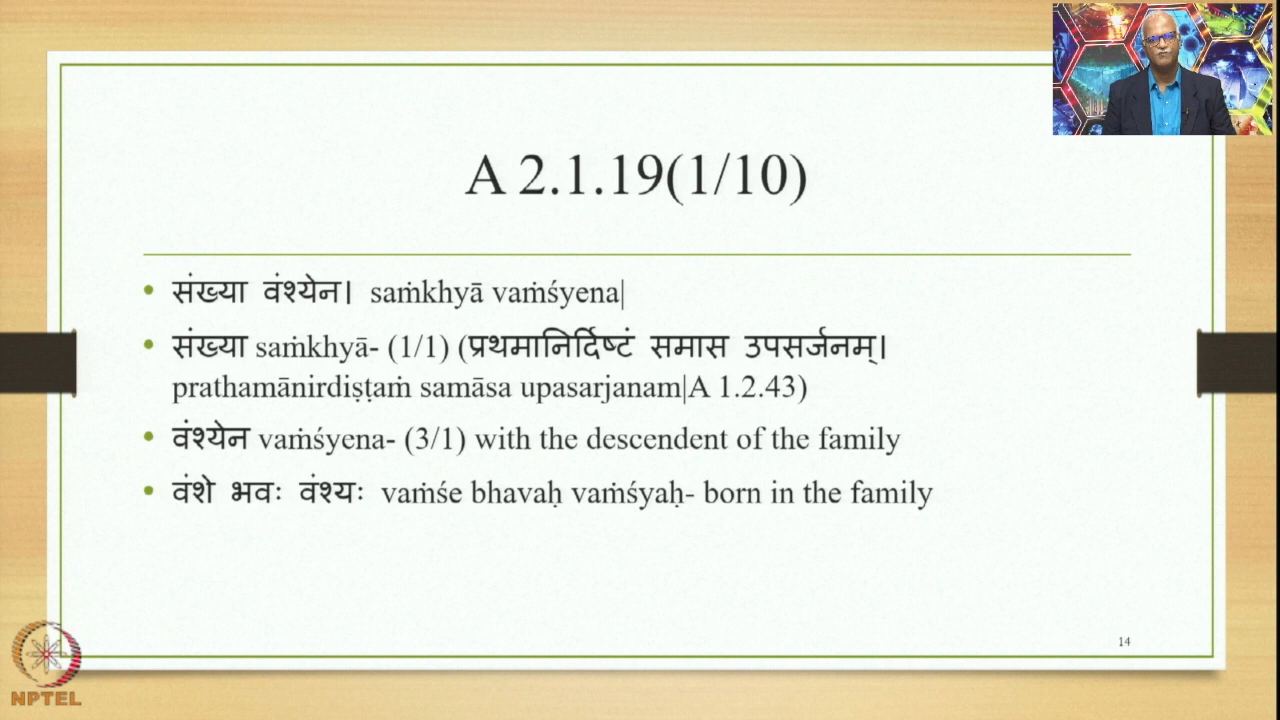 A 2.1.19(1/10)
संख्या वंश्येन। saṁkhyā vaṁśyena|
संख्या saṁkhyā- (1/1) (प्रथमानिर्दिष्टं समास उपसर्जनम्।
prathamānirdiṣṭaṁ samāsa upasarjanam|A 1.2.43)
वंश्येन vaṁśyena- (3/1) with the descendent of the family
वंशे भवः वंश्यः vaṁśe bhavaḥ vaṁśyaḥ- born in the family
14
NPTEL